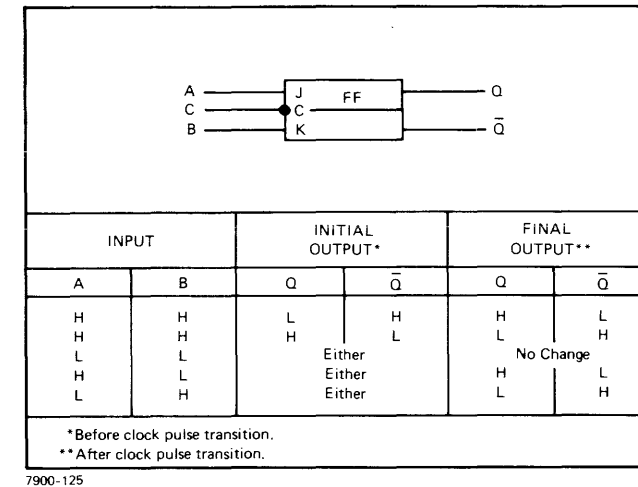 A J FF Q
C C
B K Q̅
INPUT INITIAL OUTPUT* FINAL OUTPUT**
A B Q Q̅ Q Q̅
H H L H H L
H H H L L H
L L Either No Change
H L Either H L
L H Either L H
*Before clock pulse transition.
**After clock pulse transition.
7900-125